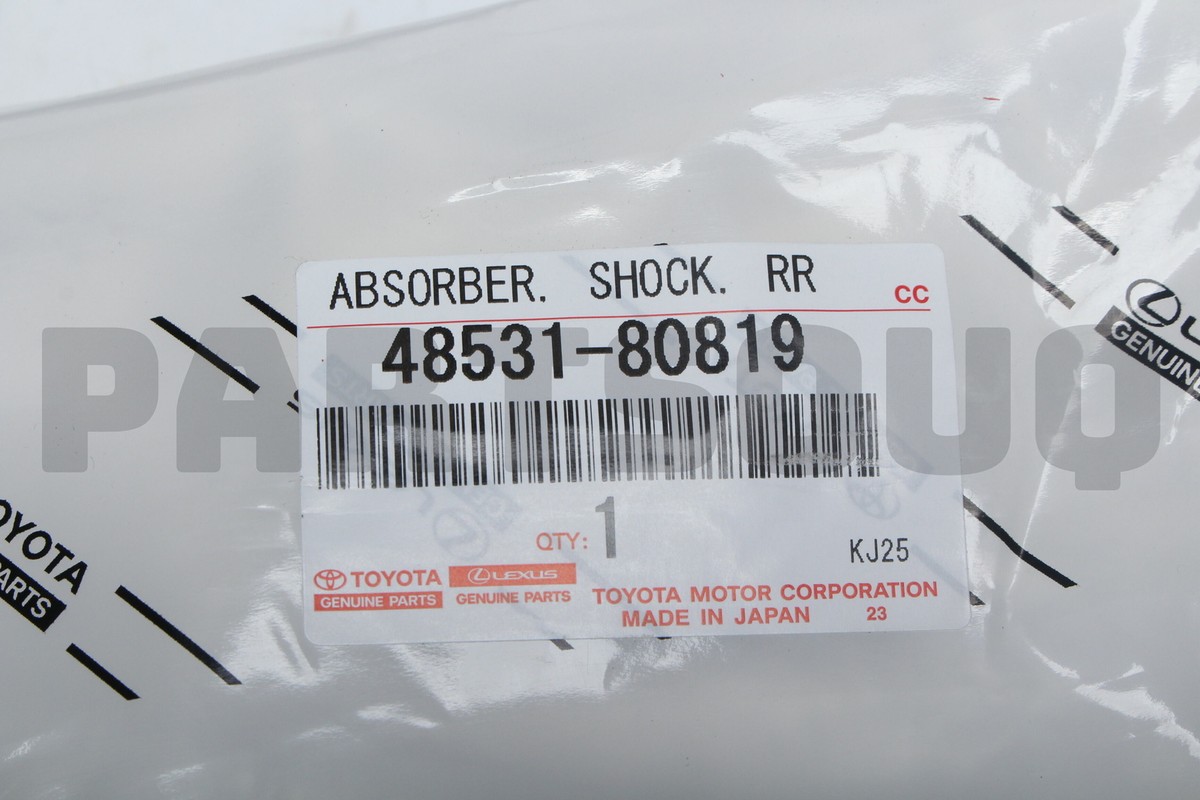 ABSORBER. SHOCK. RR
CC
48531-80819
PARTSOUQ
QTY: 1
KJ25
TOYOTA
GENUINE PARTS
LEXUS
GENUINE PARTS
TOYOTA MOTOR CORPORATION
MADE IN JAPAN 23
TOYOTA
PARTS
GENUINE